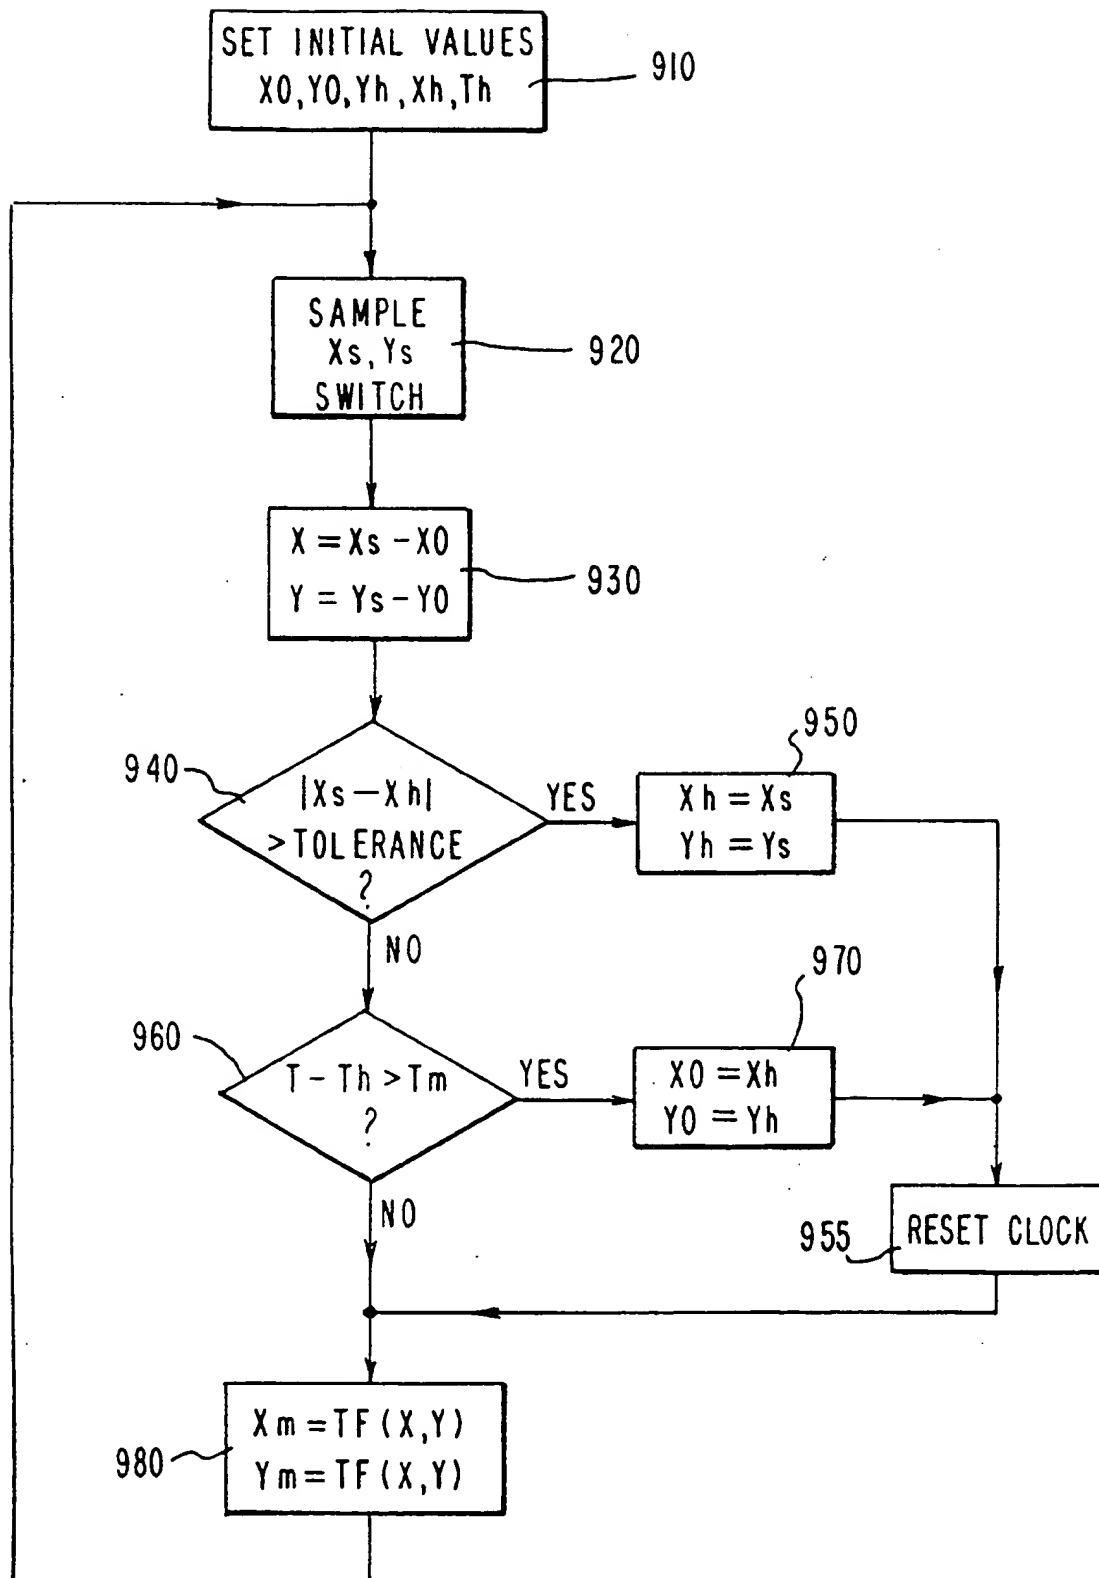 SET INITIAL VALUES
X0, Y0, Yh, Xh, Th
910
SAMPLE
Xs, Ys
SWITCH
920
X = Xs - X0
Y = Ys - Y0
930
940
|Xs - Xh|
> TOLERANCE
?
YES
950
Xh = Xs
Yh = Ys
NO
960
T - Th > Tm
?
YES
970
X0 = Xh
Y0 = Yh
NO
955
RESET CLOCK
980
Xm = TF (X, Y)
Ym = TF (X, Y)